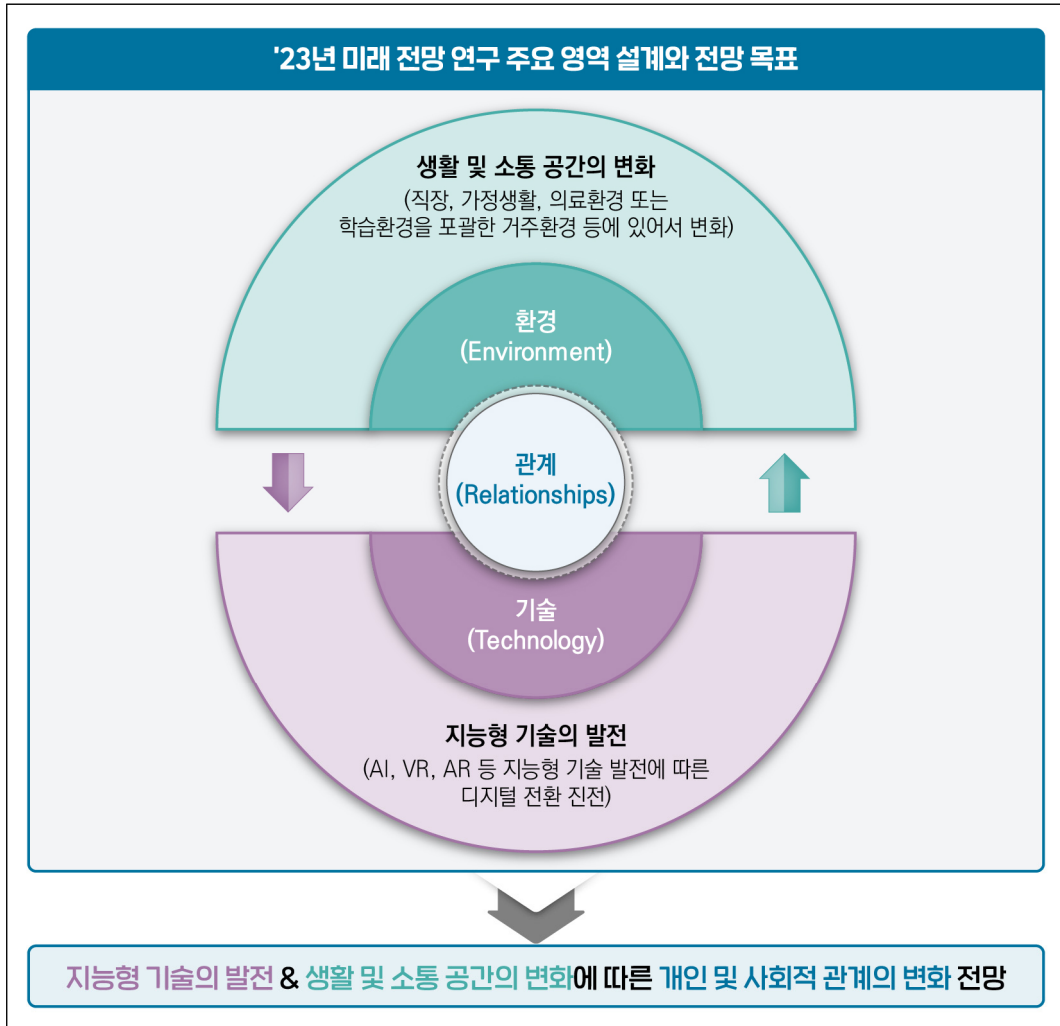 '23년 미래 전망 연구 주요 영역 설계와 전망 목표
생활 및 소통 공간의 변화
(직장, 가정생활, 의료환경 또는
학습환경을 포괄한 거주환경 등에 있어서 변화)
환경
(Environment)
관계
(Relationships)
기술
(Technology)
지능형 기술의 발전
(AI, VR, AR 등 지능형 기술 발전에 따른
디지털 전환 진전)
지능형 기술의 발전 & 생활 및 소통 공간의 변화에 따른 개인 및 사회적 관계의 변화 전망